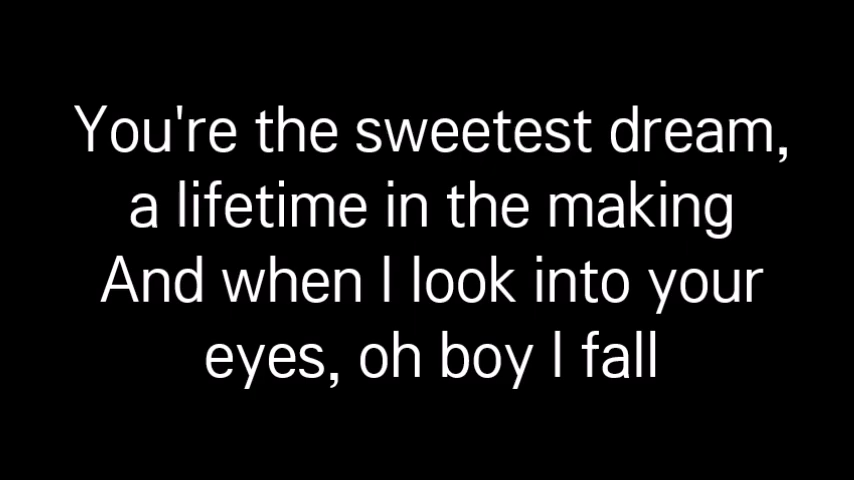 You're the sweetest dream,
a lifetime in the making
And when I look into your
eyes, oh boy I fall